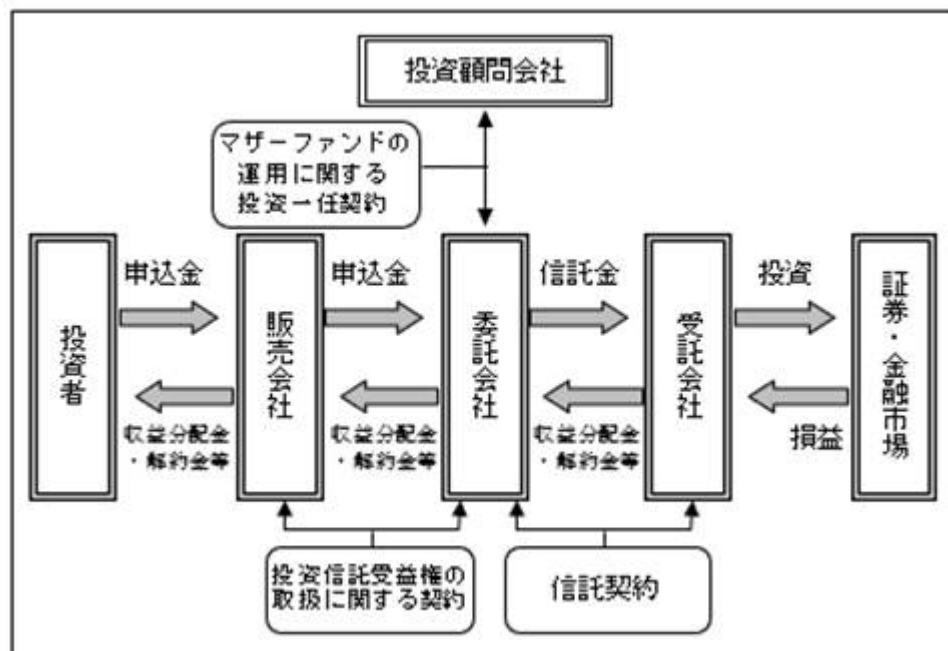 投資顧問会社
マザーファンドの
運用に関する
投資一任契約
投資者
申込金
収益分配金
・解約金等
販売会社
申込金
収益分配金
・解約金等
委託会社
信託金
収益分配金
・解約金等
受託会社
投資
損益
証券・金融市場
投資信託受益権の
取扱に関する契約
信託契約